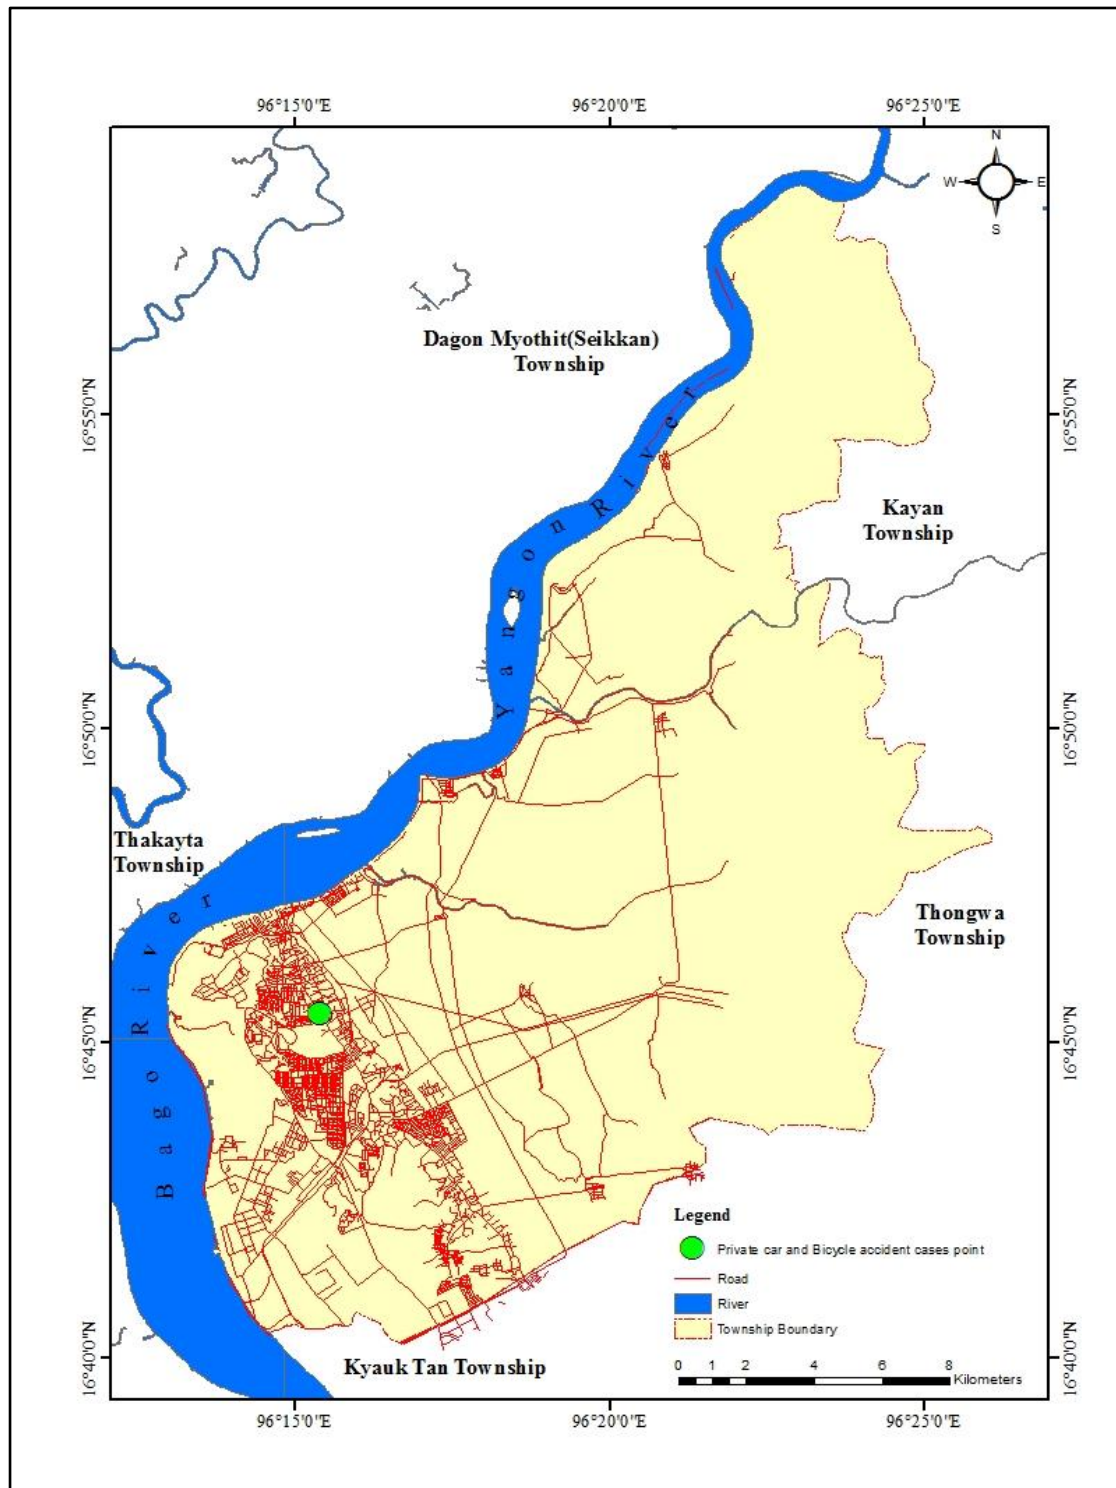 96°15'0"E
96°20'0"E
96°25'0"E
N
W
E
S
Dagon Myothit(Seikkan)
Township
16°55'0"N
16°55'0"N
Yangon River
Kayan
Township
16°50'0"N
16°50'0"N
Thakayta
Township
Thongwa
Township
Bago River
16°45'0"N
16°45'0"N
Legend
Private car and Bicycle accident cases point
Road
River
Township Boundary
Kyauk Tan Township
0 1 2 4 6 8
Kilometers
16°40'0"N
16°40'0"N
96°15'0"E
96°20'0"E
96°25'0"E